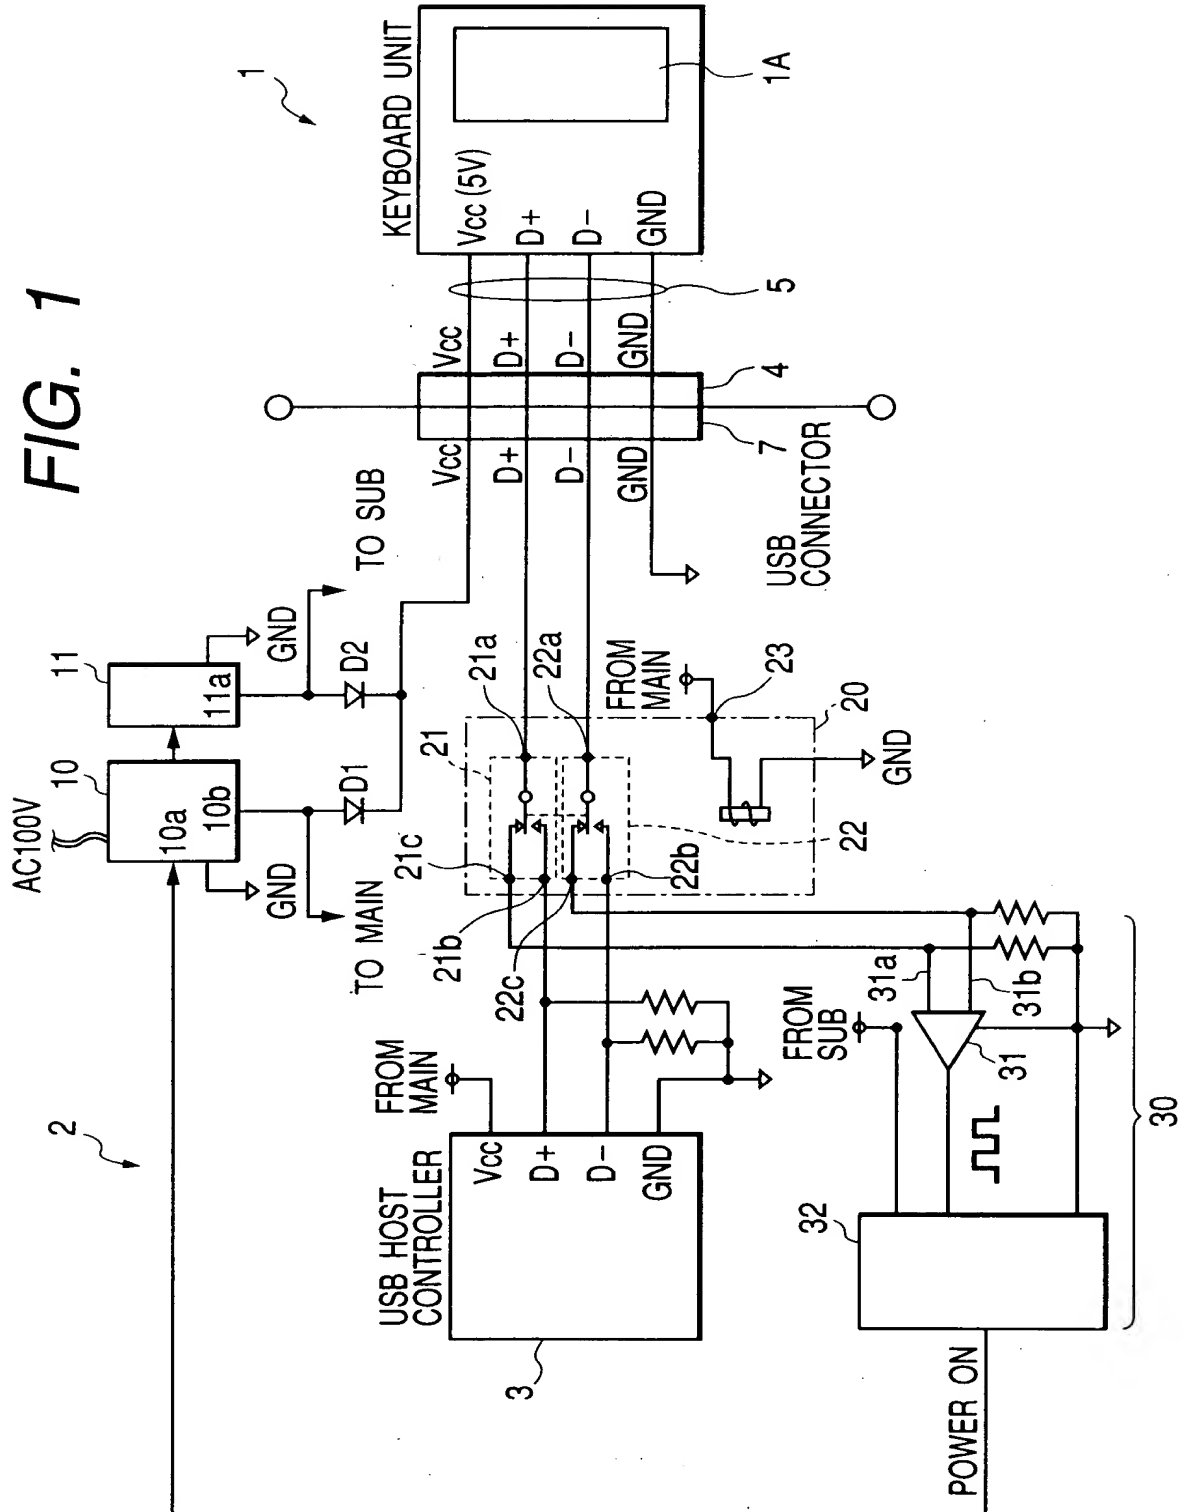 FIG. 1
1
KEYBOARD UNIT
Vcc (5V)
D+
D-
GND
1A
5
Vcc
D+
D-
GND
4
7
Vcc
D+
D-
GND
USB
CONNECTOR
AC100V
10
10a
10b
GND
TO MAIN
D1
11
11a
GND
TO SUB
D2
2
21
21a
22a
21c
21b
22c
22b
22
FROM
MAIN
23
20
GND
USB HOST
CONTROLLER
Vcc
D+
D-
GND
FROM
MAIN
3
FROM
SUB
31a
31b
31
32
30
POWER ON